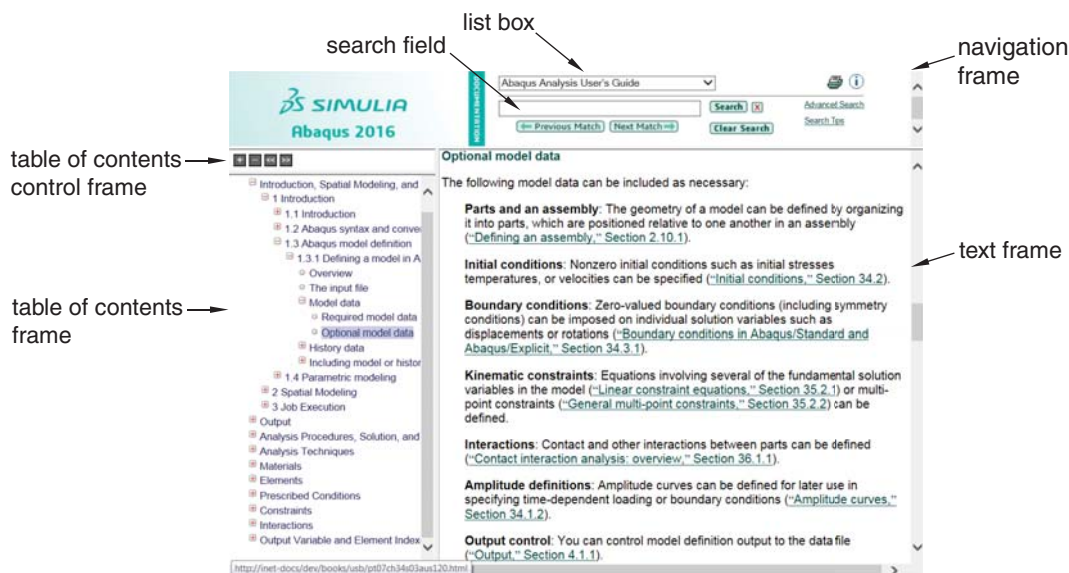 list box
search field
navigation
frame
Abaqus Analysis User's Guide
DOCUMENTATION
3DS SIMULIA
Abaqus 2016
Search
X
Advanced Search
Search Tips
Previous Match
Next Match
Clear Search
table of contents
control frame
+ - << >>
Introduction, Spatial Modeling, and
1 Introduction
1.1 Introduction
1.2 Abaqus syntax and conve
1.3 Abaqus model definition
1.3.1 Defining a model in A
Overview
The input file
Model data
Required model data
Optional model data
History data
Including model or histor
1.4 Parametric modeling
2 Spatial Modeling
3 Job Execution
Output
Analysis Procedures, Solution, and
Analysis Techniques
Materials
Elements
Prescribed Conditions
Constraints
Interactions
Output Variable and Element Index
table of contents
frame
Optional model data
The following model data can be included as necessary:
Parts and an assembly: The geometry of a model can be defined by organizing
it into parts, which are positioned relative to one another in an assembly
("Defining an assembly," Section 2.10.1).
Initial conditions: Nonzero initial conditions such as initial stresses
temperatures, or velocities can be specified ("Initial conditions," Section 34.2).
Boundary conditions: Zero-valued boundary conditions (including symmetry
conditions) can be imposed on individual solution variables such as
displacements or rotations ("Boundary conditions in Abaqus/Standard and
Abaqus/Explicit," Section 34.3.1).
Kinematic constraints: Equations involving several of the fundamental solution
variables in the model ("Linear constraint equations," Section 35.2.1) or multi-
point constraints ("General multi-point constraints," Section 35.2.2) can be
defined.
Interactions: Contact and other interactions between parts can be defined
("Contact interaction analysis: overview," Section 36.1.1).
Amplitude definitions: Amplitude curves can be defined for later use in
specifying time-dependent loading or boundary conditions ("Amplitude curves,"
Section 34.1.2).
Output control: You can control model definition output to the data file
("Output," Section 4.1.1).
text frame
http://inet-docs/dev/books/usb/pt07ch34s03aus120.html